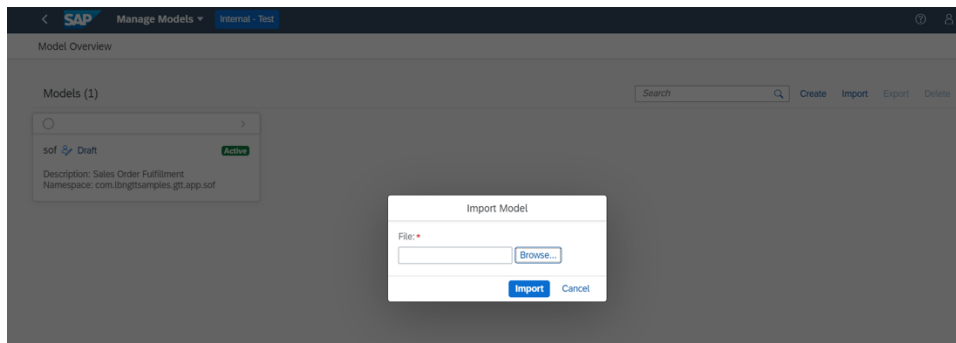 SAP Manage Models Internal - Test
Model Overview
Models (1)
Search Create Import Export Delete
sof Draft Active
Description: Sales Order Fulfillment
Namespace: com.lbngttsamples.gtt.app.sof
Import Model
File: *
Browse...
Import Cancel